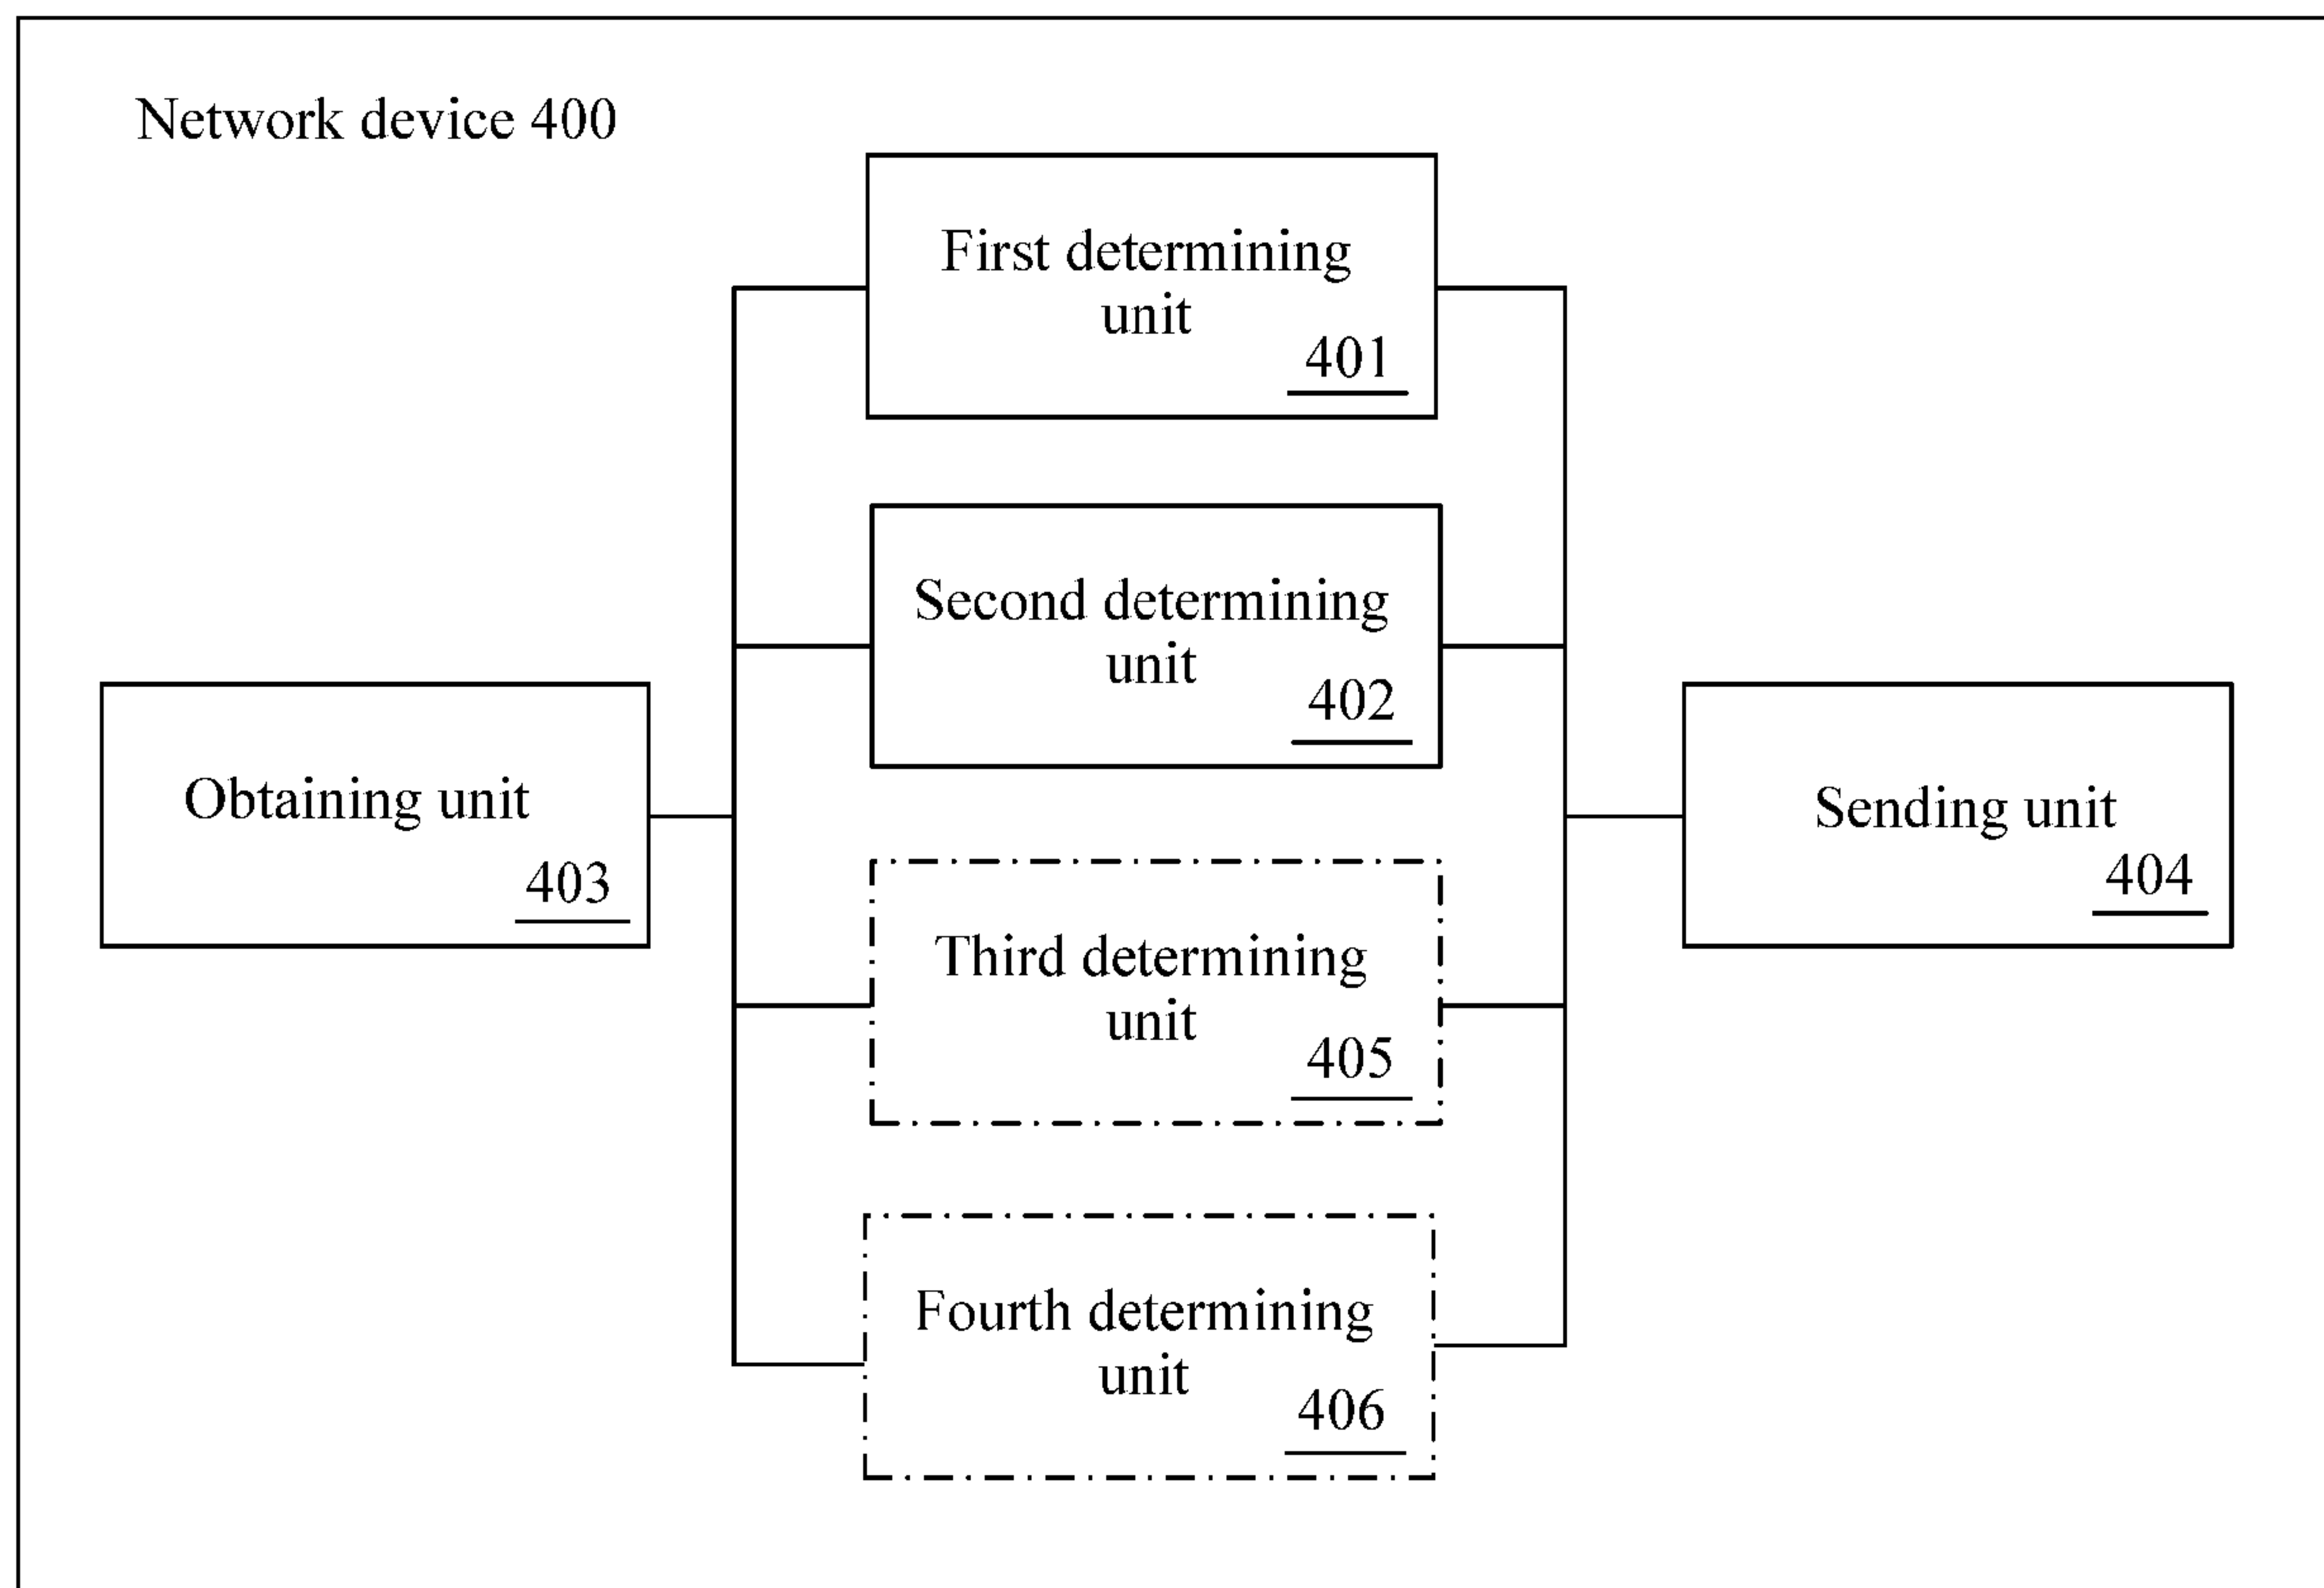 Network device 400
First determining
unit
401
Second determining
unit
402
Obtaining unit
403
Sending unit
404
Third determining
unit
405
Fourth determining
unit
406